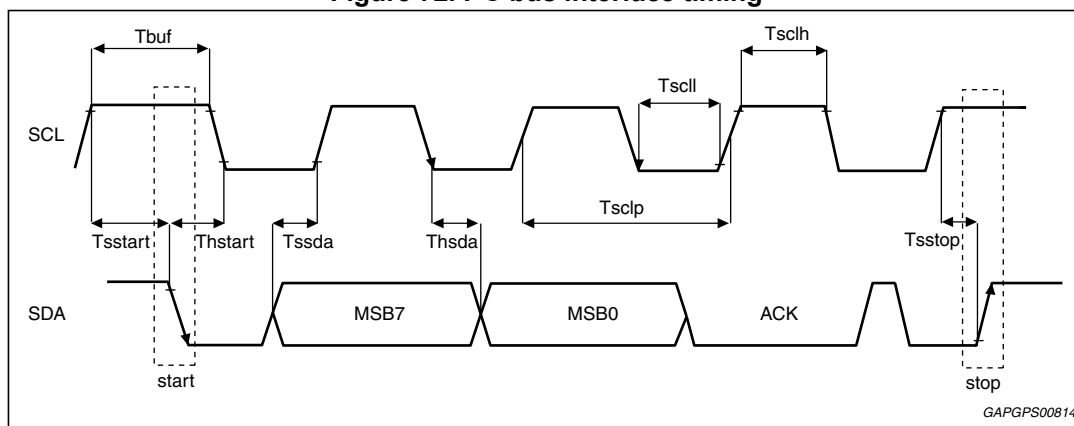 Tbuf
Tsclh
Tscll
SCL
Tsclp
Tsstart
Thstart
Tssda
Thsda
Tsstop
SDA
MSB7
MSB0
ACK
start
stop
GAPGPS00814